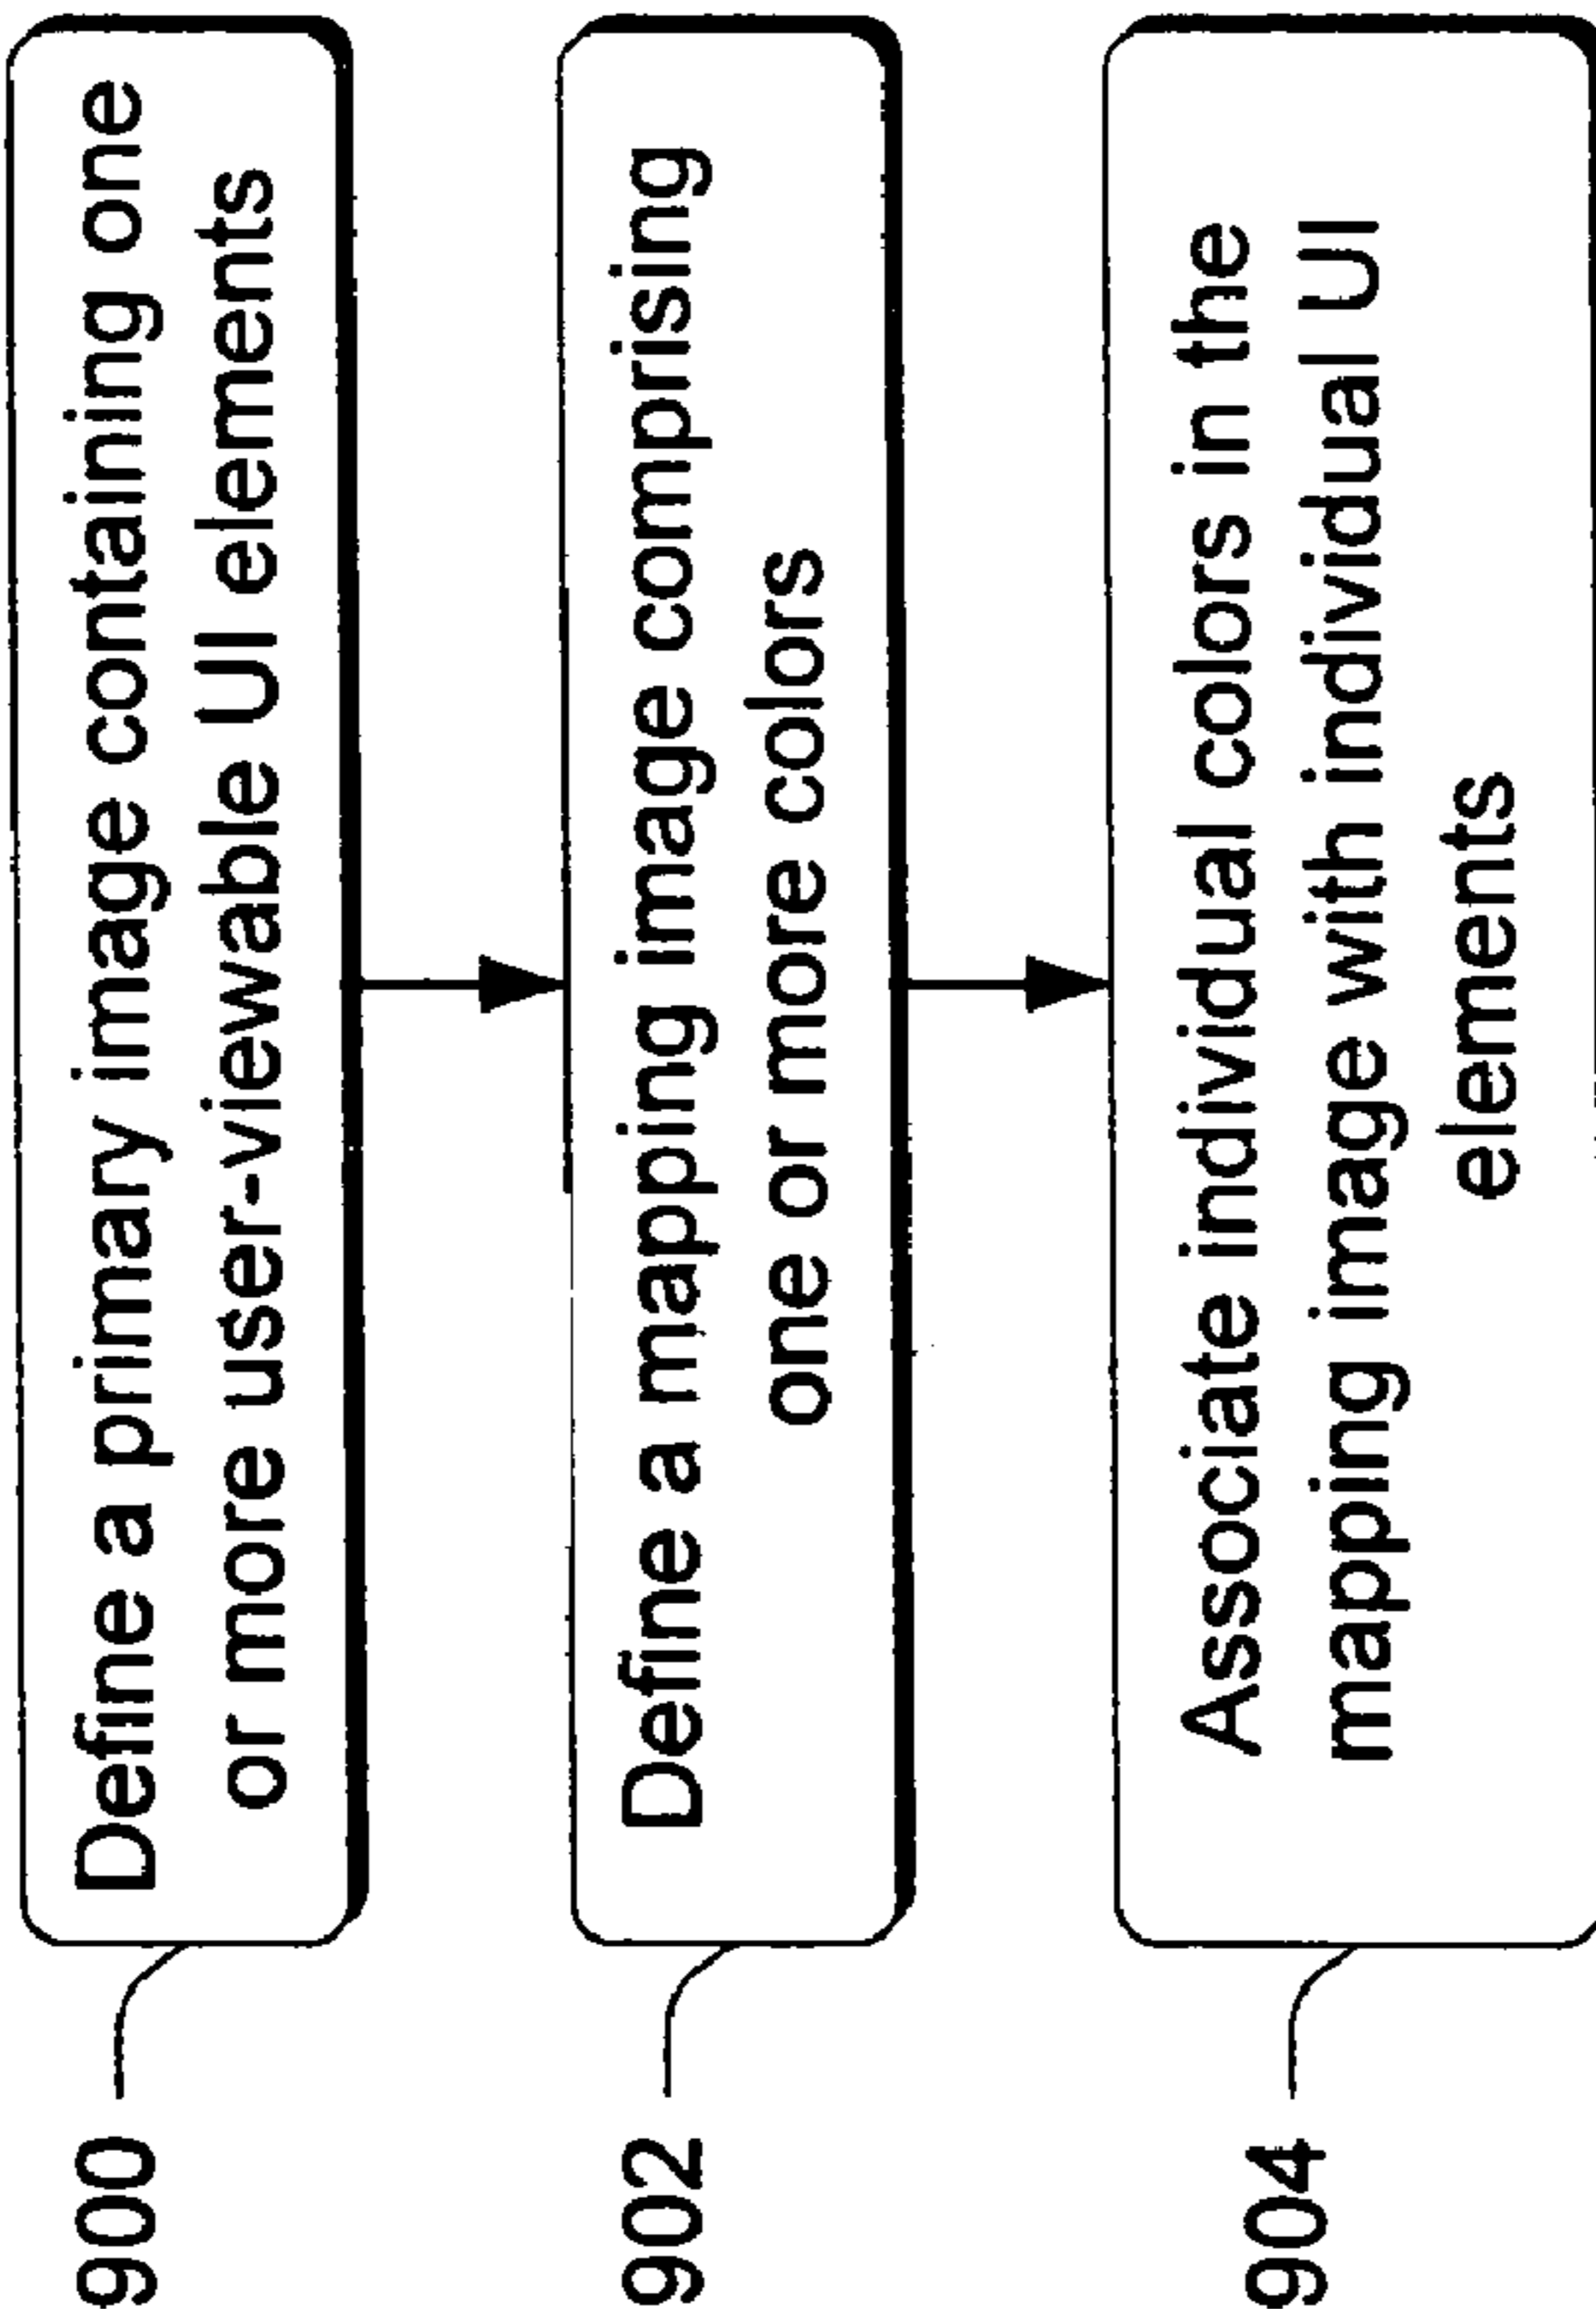 900
Define a primary image containing one
or more user-viewable UI elements
902
Define a mapping image comprising
one or more colors
904
Associate individual colors in the
mapping image with individual UI
elements